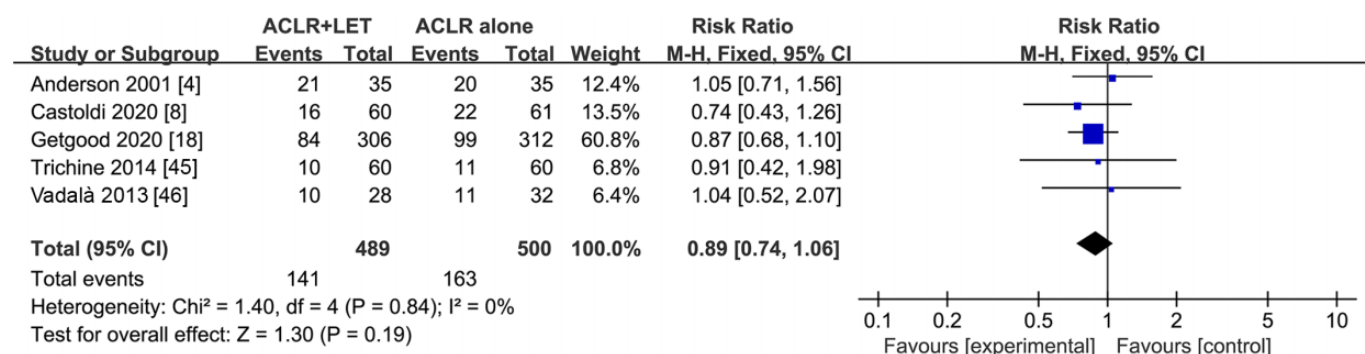 ACLR+LET ACLR alone Risk Ratio Risk Ratio
Study or Subgroup Events Total Events Total Weight M-H, Fixed, 95% CI M-H, Fixed, 95% CI
Anderson 2001 [4] 21 35 20 35 12.4% 1.05 [0.71, 1.56]
Castoldi 2020 [8] 16 60 22 61 13.5% 0.74 [0.43, 1.26]
Getgood 2020 [18] 84 306 99 312 60.8% 0.87 [0.68, 1.10]
Trichine 2014 [45] 10 60 11 60 6.8% 0.91 [0.42, 1.98]
Vadalà 2013 [46] 10 28 11 32 6.4% 1.04 [0.52, 2.07]
Total (95% CI) 489 500 100.0% 0.89 [0.74, 1.06]
Total events 141 163
Heterogeneity: Chi² = 1.40, df = 4 (P = 0.84); I² = 0%
Test for overall effect: Z = 1.30 (P = 0.19)
0.1 0.2 0.5 1 2 5 10
Favours [experimental] Favours [control]